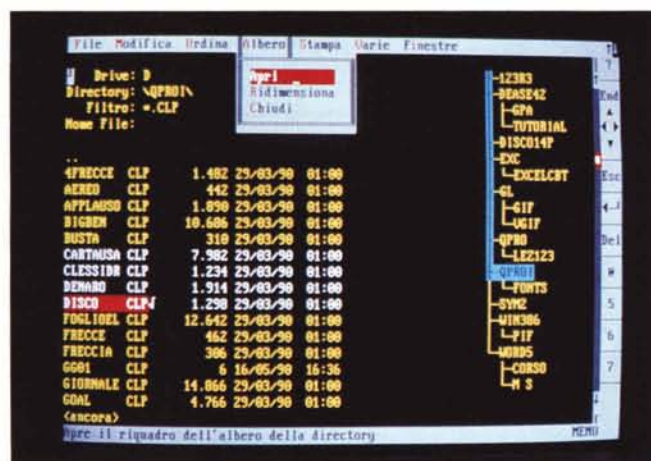 File Modifica Ordina Albero Stampa Varie Finestre
Apri
Ridimensiona
Chiudi
Drive: D
Directory: \QPROI\
Filtro: *.CLP
Nome File:
..
4FRECCE CLP 1.482 29/03/90 01:00
AEREO CLP 442 29/03/90 01:00
APPLAUSO CLP 1.890 29/03/90 01:00
BIGBEN CLP 10.686 29/03/90 01:00
BUSTA CLP 310 29/03/90 01:00
CARTAUSA CLP 7.982 29/03/90 01:00
CLESSIDR CLP 1.234 29/03/90 01:00
DENARO CLP 1.914 29/03/90 01:00
DISCO CLP√ 1.298 29/03/90 01:00
FOGLIOEL CLP 12.642 29/03/90 01:00
FRECCE CLP 462 29/03/90 01:00
FRECCIA CLP 306 29/03/90 01:00
GG01 CLP 6 16/05/90 16:36
GIORNALE CLP 14.866 29/03/90 01:00
GOAL CLP 4.766 29/03/90 01:00
(ancora)
123R3
BEASE42
GPA
TUTORIAL
DISCO14P
EXC
EXCELCBT
GL
GIF
VGIF
QPRO
LEZ123
QPROI
FONTS
SYM2
WIN386
PIF
WORD5
CORSO
M S
?
End
Esc
Del
@
5
6
7
Apre il riquadro dell'albero della directory
MENU